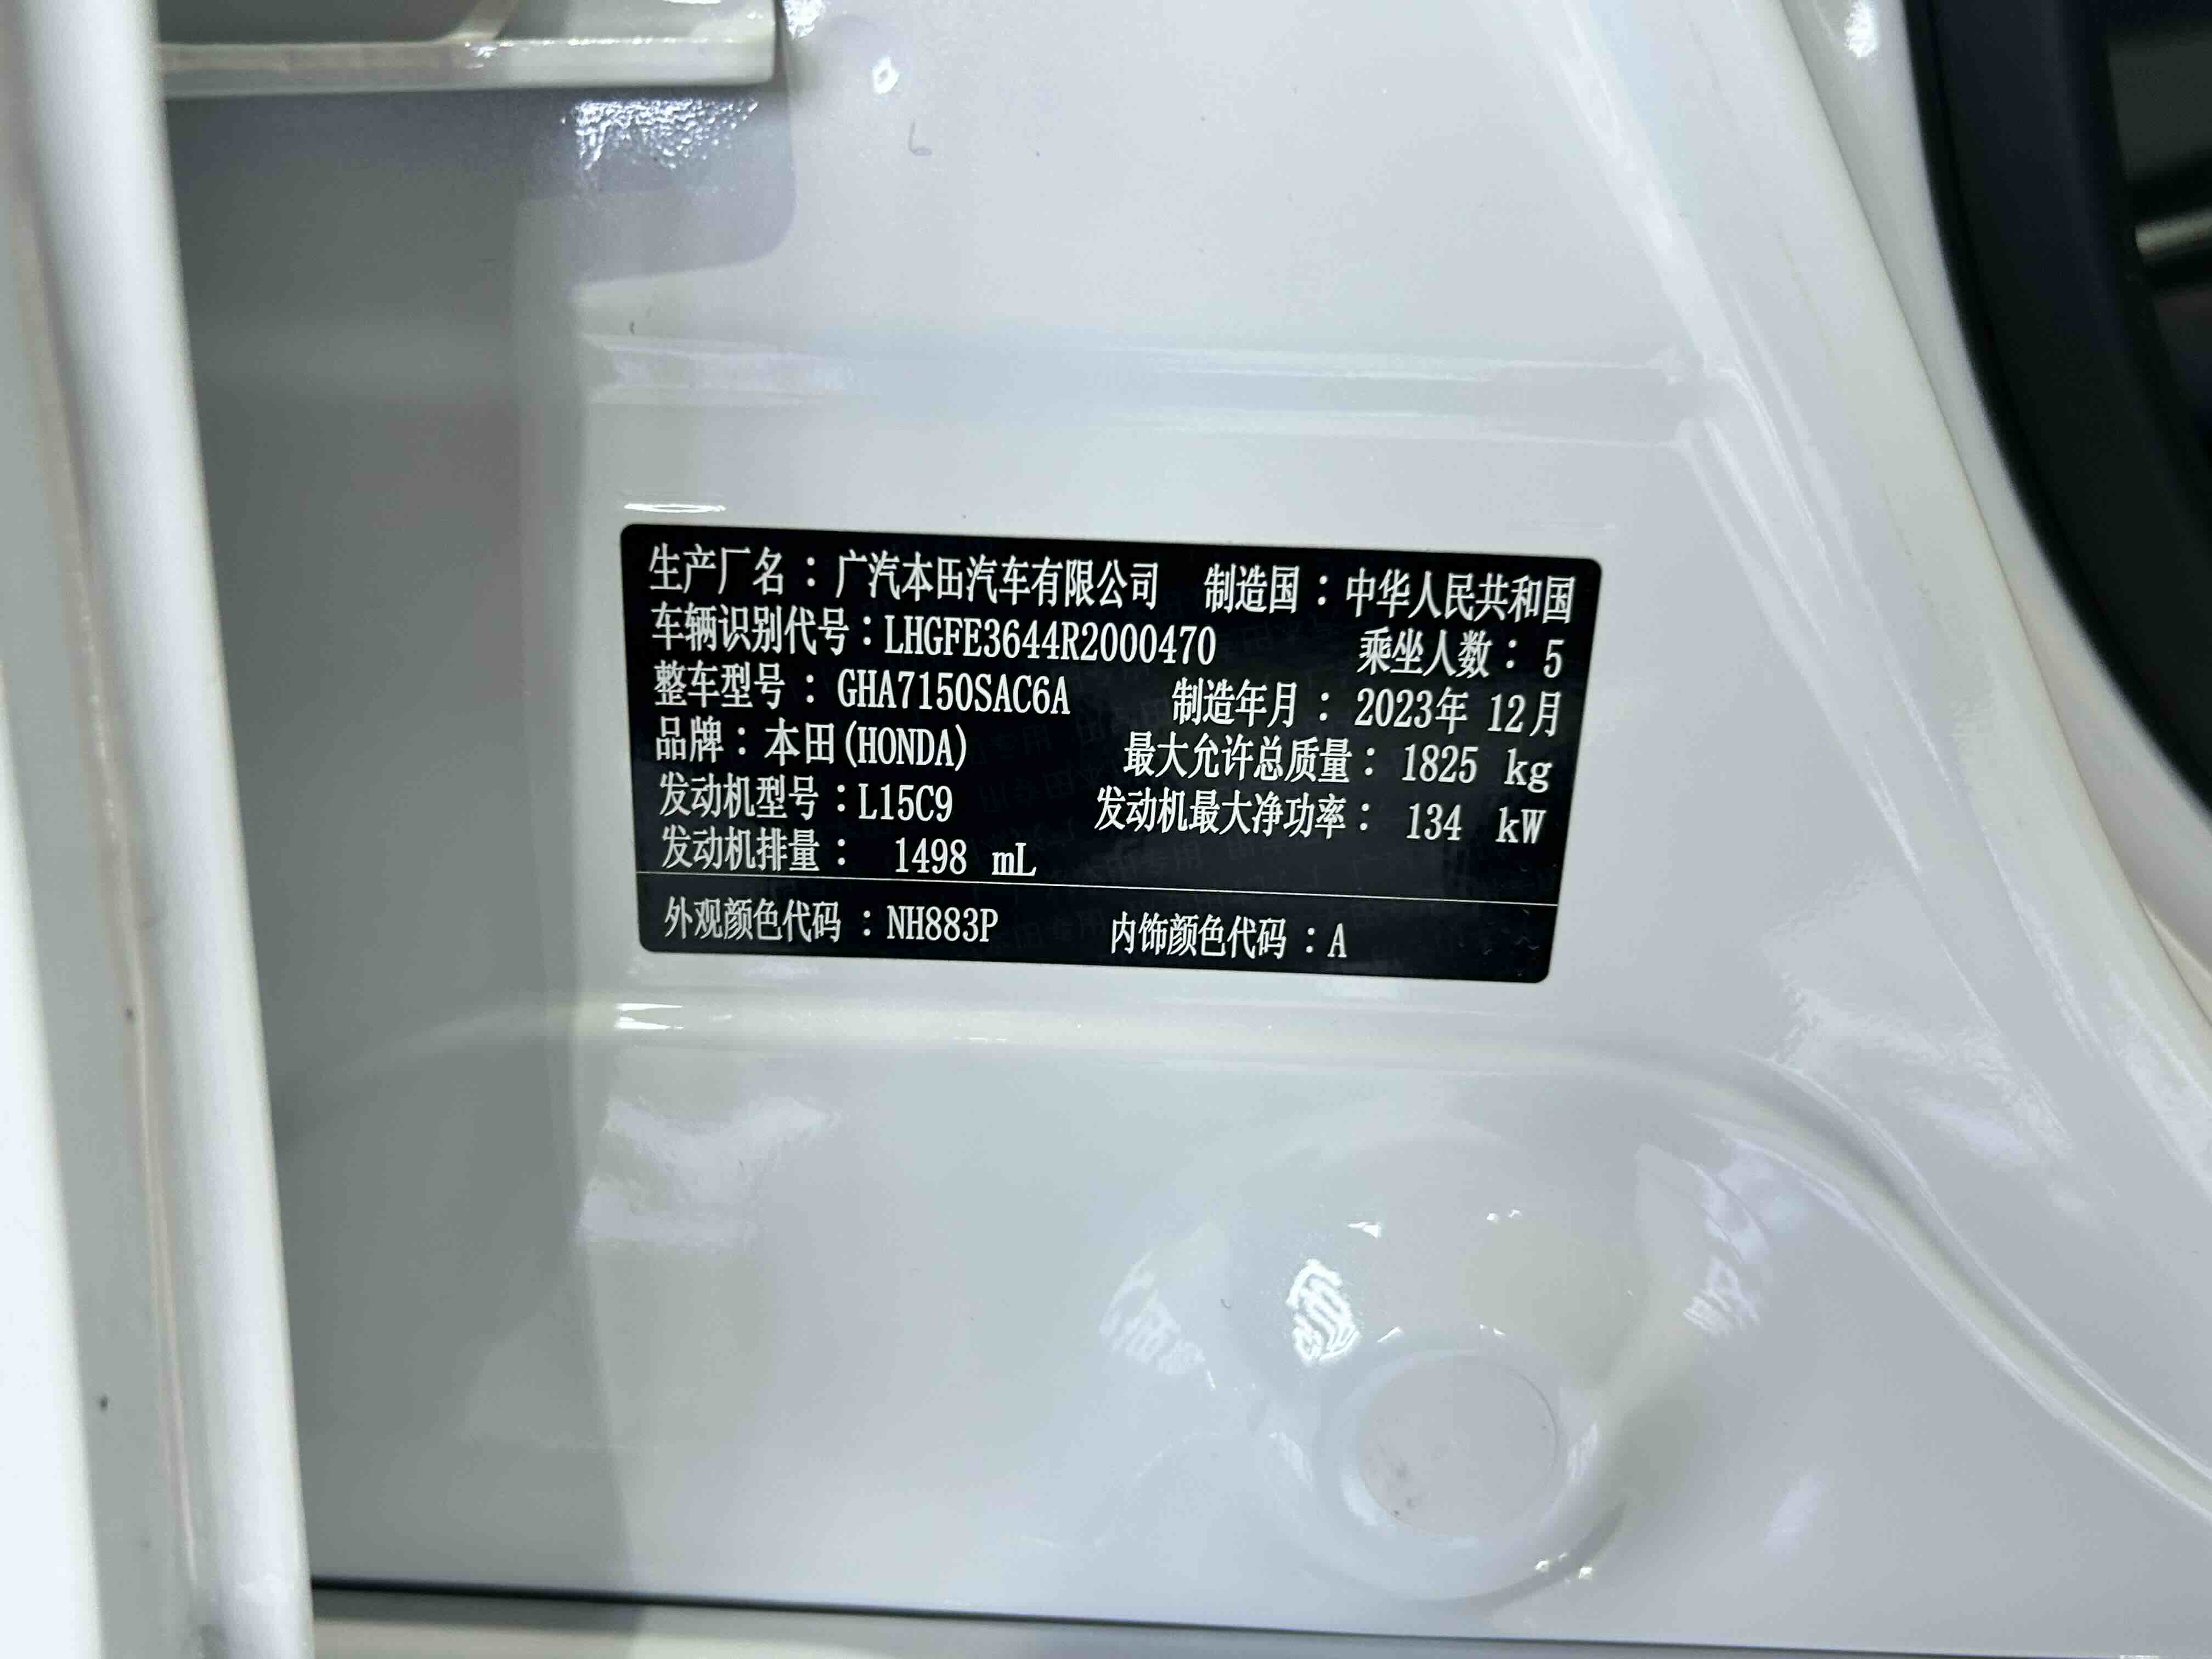 生产厂名：广汽本田汽车有限公司 制造国：中华人民共和国
车辆识别代号：LHGFE3644R2000470 乘坐人数：5
整车型号：GHA7150SAC6A 制造年月：2023年 12月
品牌：本田(HONDA) 最大允许总质量：1825 kg
发动机型号：L15C9 发动机最大净功率：134 kW
发动机排量：1498 mL
外观颜色代码：NH883P 内饰颜色代码：A